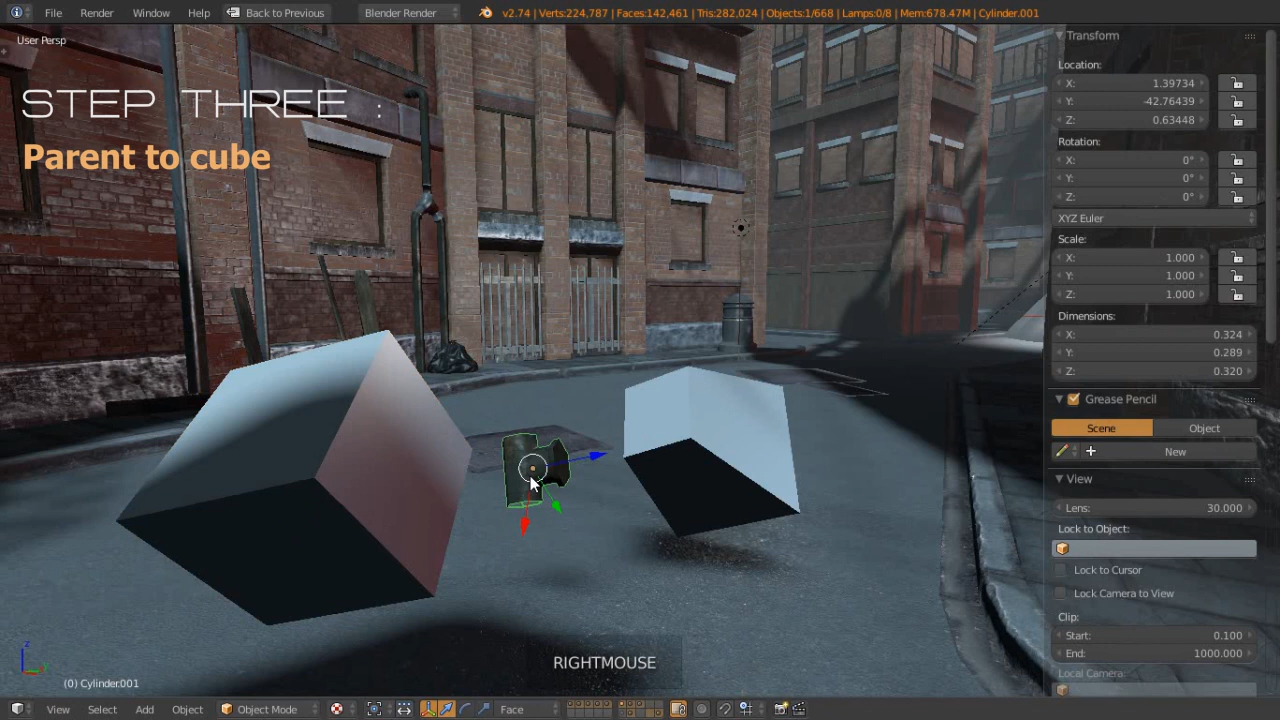 File Render Window Help Back to Previous Blender Render v2.74 | Verts:224,787 | Faces:142,461 | Tris:282,024 | Objects:1/668 | Lamps:0/8 | Mem:678.47M | Cylinder.001
User Persp
STEP THREE :
Parent to cube
Transform
Location:
X: 1.39734
Y: -42.76439
Z: 0.63448
Rotation:
X: 0°
Y: 0°
Z: 0°
XYZ Euler
Scale:
X: 1.000
Y: 1.000
Z: 1.000
Dimensions:
X: 0.324
Y: 0.289
Z: 0.320
Grease Pencil
Scene Object
New
View
Lens: 30.000
Lock to Object:
Lock to Cursor
Lock Camera to View
Clip:
Start: 0.100
End: 1000.000
Local Camera:
RIGHTMOUSE
z
(0) Cylinder.001
View Select Add Object Object Mode Face